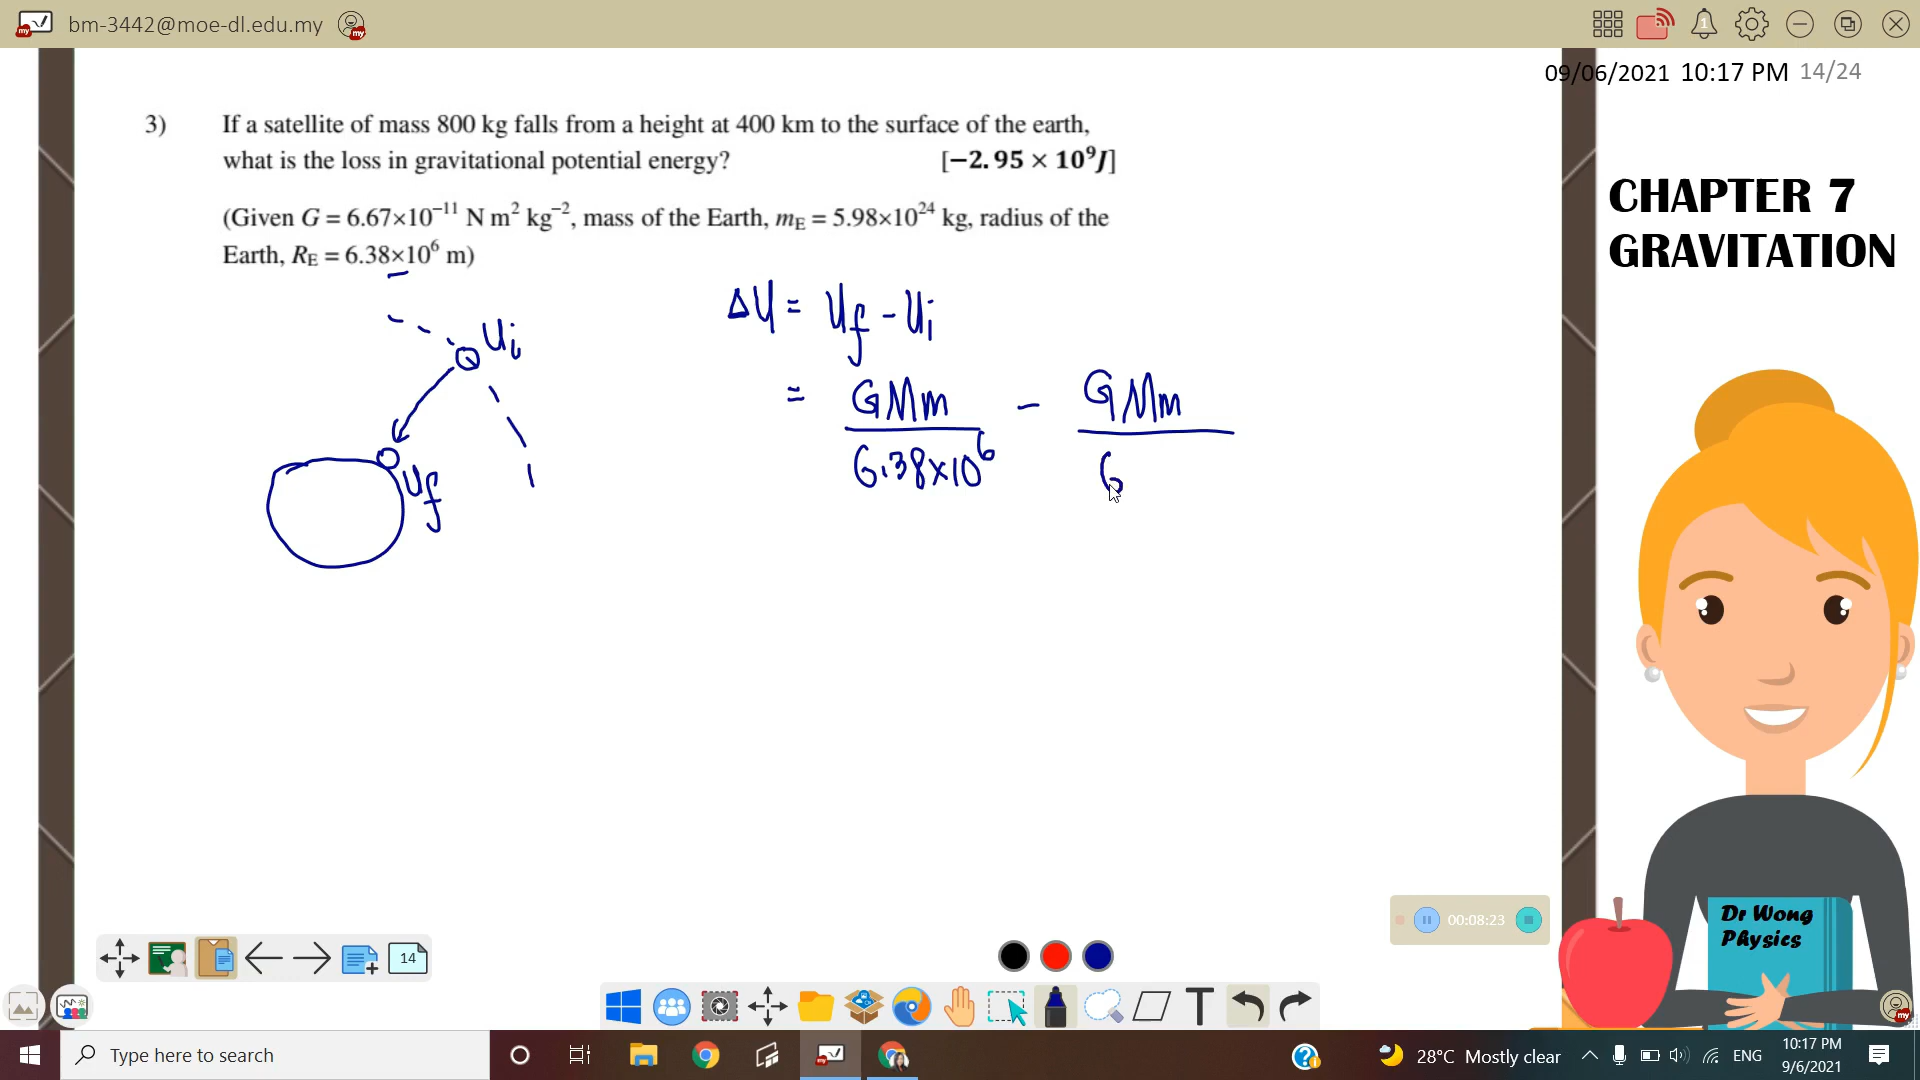 bm-3442@moe-dl.edu.my
09/06/2021 10:17 PM 14/24
3) If a satellite of mass 800 kg falls from a height at 400 km to the surface of the earth,
what is the loss in gravitational potential energy? [−2.95 × 10⁹J]
(Given G = 6.67×10⁻¹¹ N m² kg⁻², mass of the Earth, mE = 5.98×10²⁴ kg, radius of the
Earth, RE = 6.38×10⁶ m)
CHAPTER 7
GRAVITATION
ΔU = Uf - Ui
Ui
= GMm/6.38×10⁶ - GMm/6
Uf
00:08:23
Dr Wong
Physics
14
Type here to search
28°C Mostly clear
ENG
10:17 PM
9/6/2021